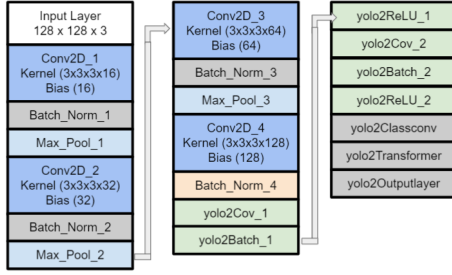 Input Layer
128 x 128 x 3
Conv2D_1
Kernel (3x3x3x16)
Bias (16)
Batch_Norm_1
Max_Pool_1
Conv2D_2
Kernel (3x3x3x32)
Bias (32)
Batch_Norm_2
Max_Pool_2
Conv2D_3
Kernel (3x3x3x64)
Bias (64)
Batch_Norm_3
Max_Pool_3
Conv2D_4
Kernel (3x3x3x128)
Bias (128)
Batch_Norm_4
yolo2Cov_1
yolo2Batch_1
yolo2ReLU_1
yolo2Cov_2
yolo2Batch_2
yolo2ReLU_2
yolo2Classconv
yolo2Transformer
yolo2Outputlayer